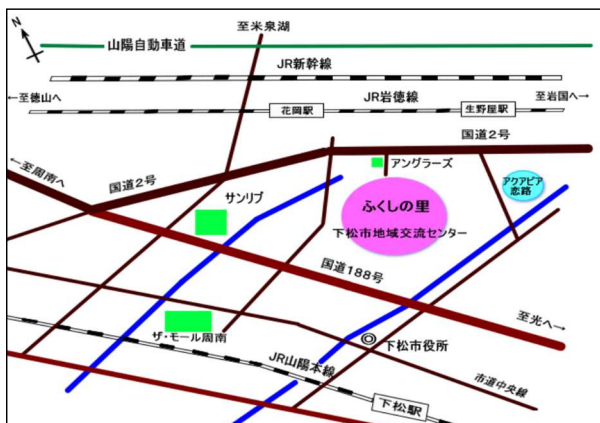 至米泉湖
N
山陽自動車道
JR新幹線
←至徳山へ
JR岩徳線
至岩国へ→
花岡駅
生野屋駅
国道2号
国道2号
アングラーズ
←至周南へ
サンリブ
アクアピア
恋路
ふくしの里
下松市地域交流センター
国道188号
至光へ→
ザ・モール周南
下松市役所
JR山陽本線
市道中央線
下松駅